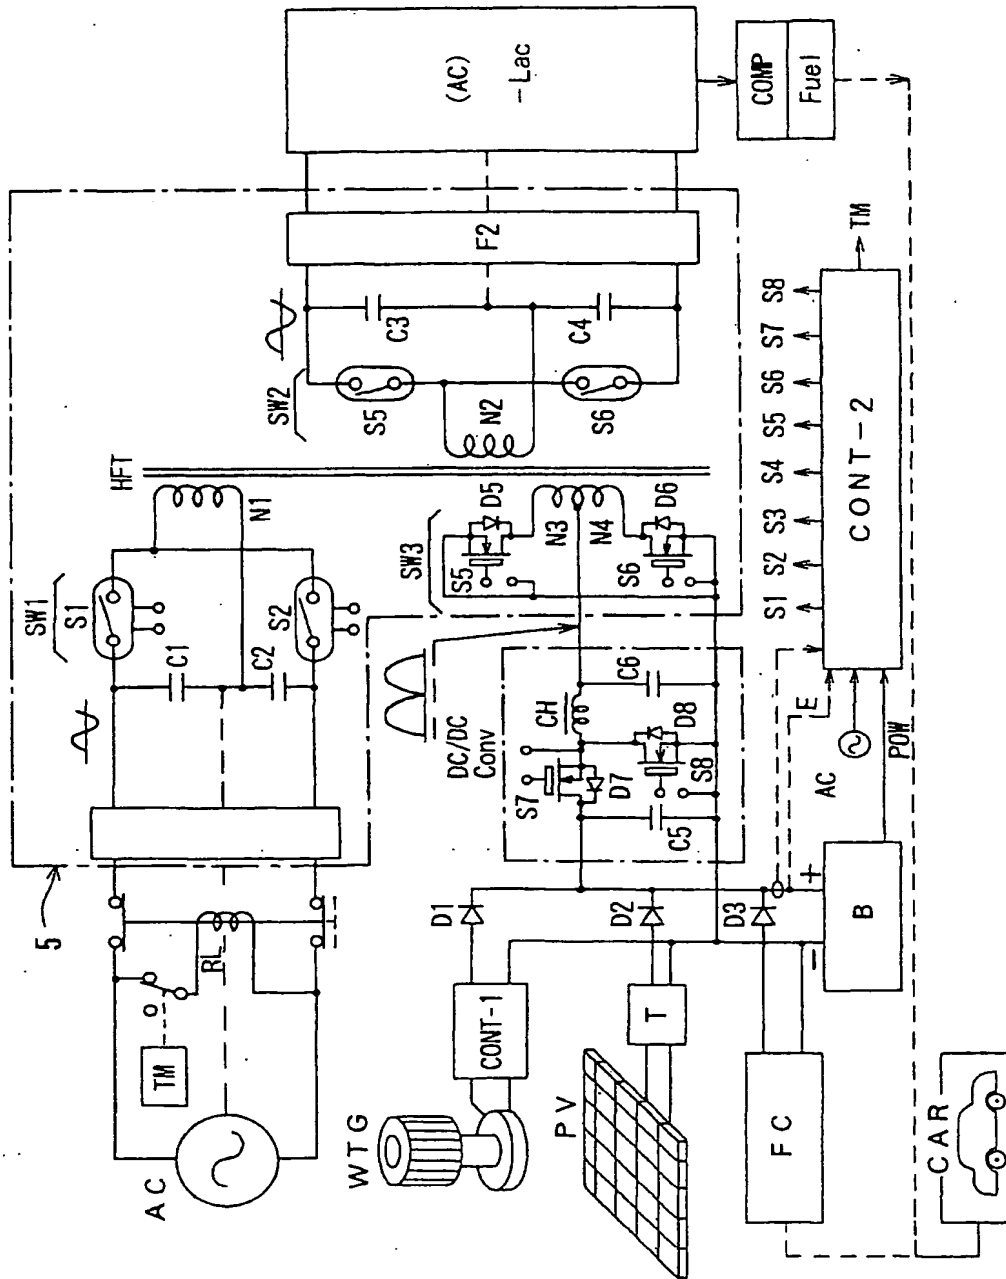 5
AC
TM
RL
SW1
S1
S2
C1
C2
N1
HFT
SW2
S5
S6
N2
C3
C4
F2
(AC)
-Lac
COMP
Fuel
WTG
CONT-1
D1
DC/DC
Conv
S7
D7
CH
C5
C6
D8
S8
SW3
S5
D5
N3
N4
S6
D6
PV
T
D2
FC
D3
+
-
B
E
AC
POW
CONT-2
S1 S2 S3 S4 S5 S6 S7 S8
TM
CAR